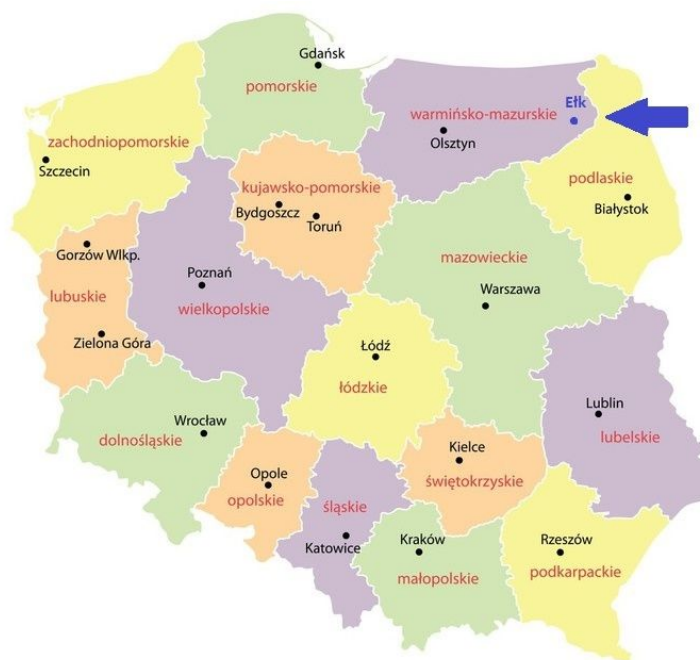 Gdańsk
pomorskie
Ełk
warmińsko-mazurskie
Olsztyn
zachodniopomorskie
Szczecin
podlaskie
Białystok
kujawsko-pomorskie
Bydgoszcz
Toruń
Gorzów Wlkp.
mazowieckie
Poznań
Warszawa
lubuskie
wielkopolskie
Zielona Góra
Łódź
łódzkie
Lublin
lubelskie
Wrocław
dolnośląskie
Kielce
świętokrzyskie
Opole
opolskie
śląskie
Katowice
Kraków
małopolskie
Rzeszów
podkarpackie